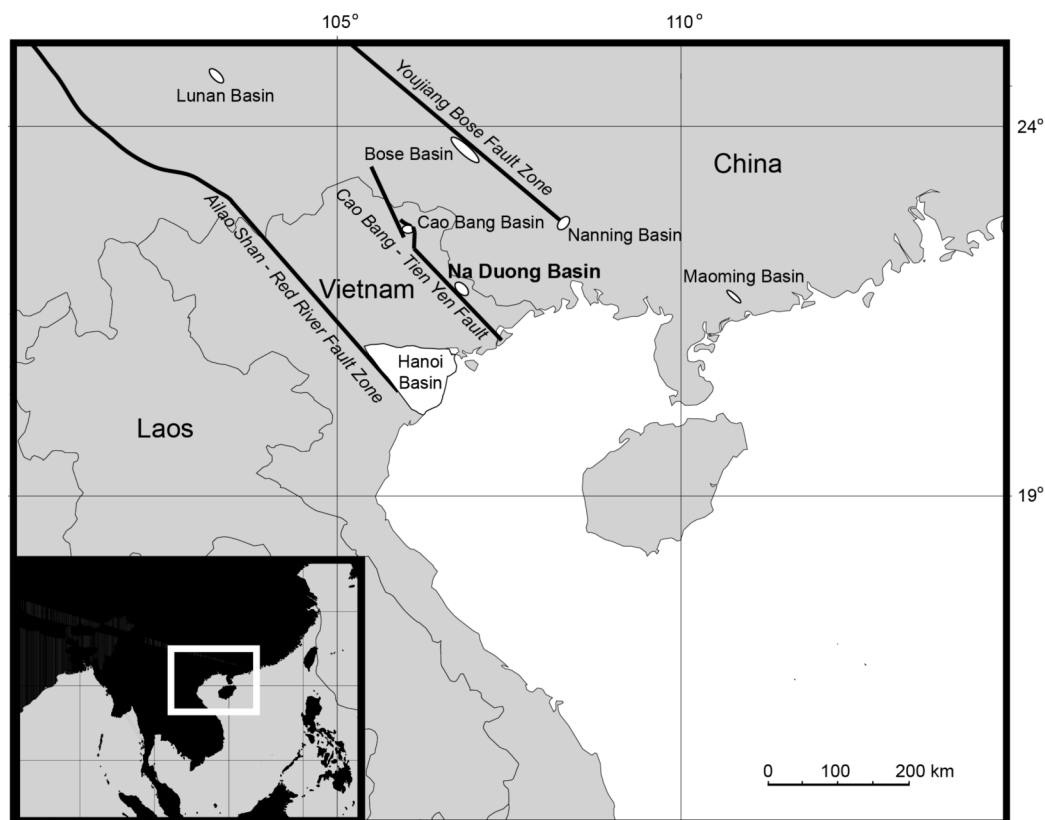 105°
110°
Lunan Basin
Youjiang Bose Fault Zone
24°
China
Bose Basin
Ailao Shan - Red River Fault Zone
Cao Bang - Tien Yen Fault
Cao Bang Basin
Nanning Basin
Na Duong Basin
Maoming Basin
Vietnam
Hanoi
Basin
Laos
19°
0 100 200 km